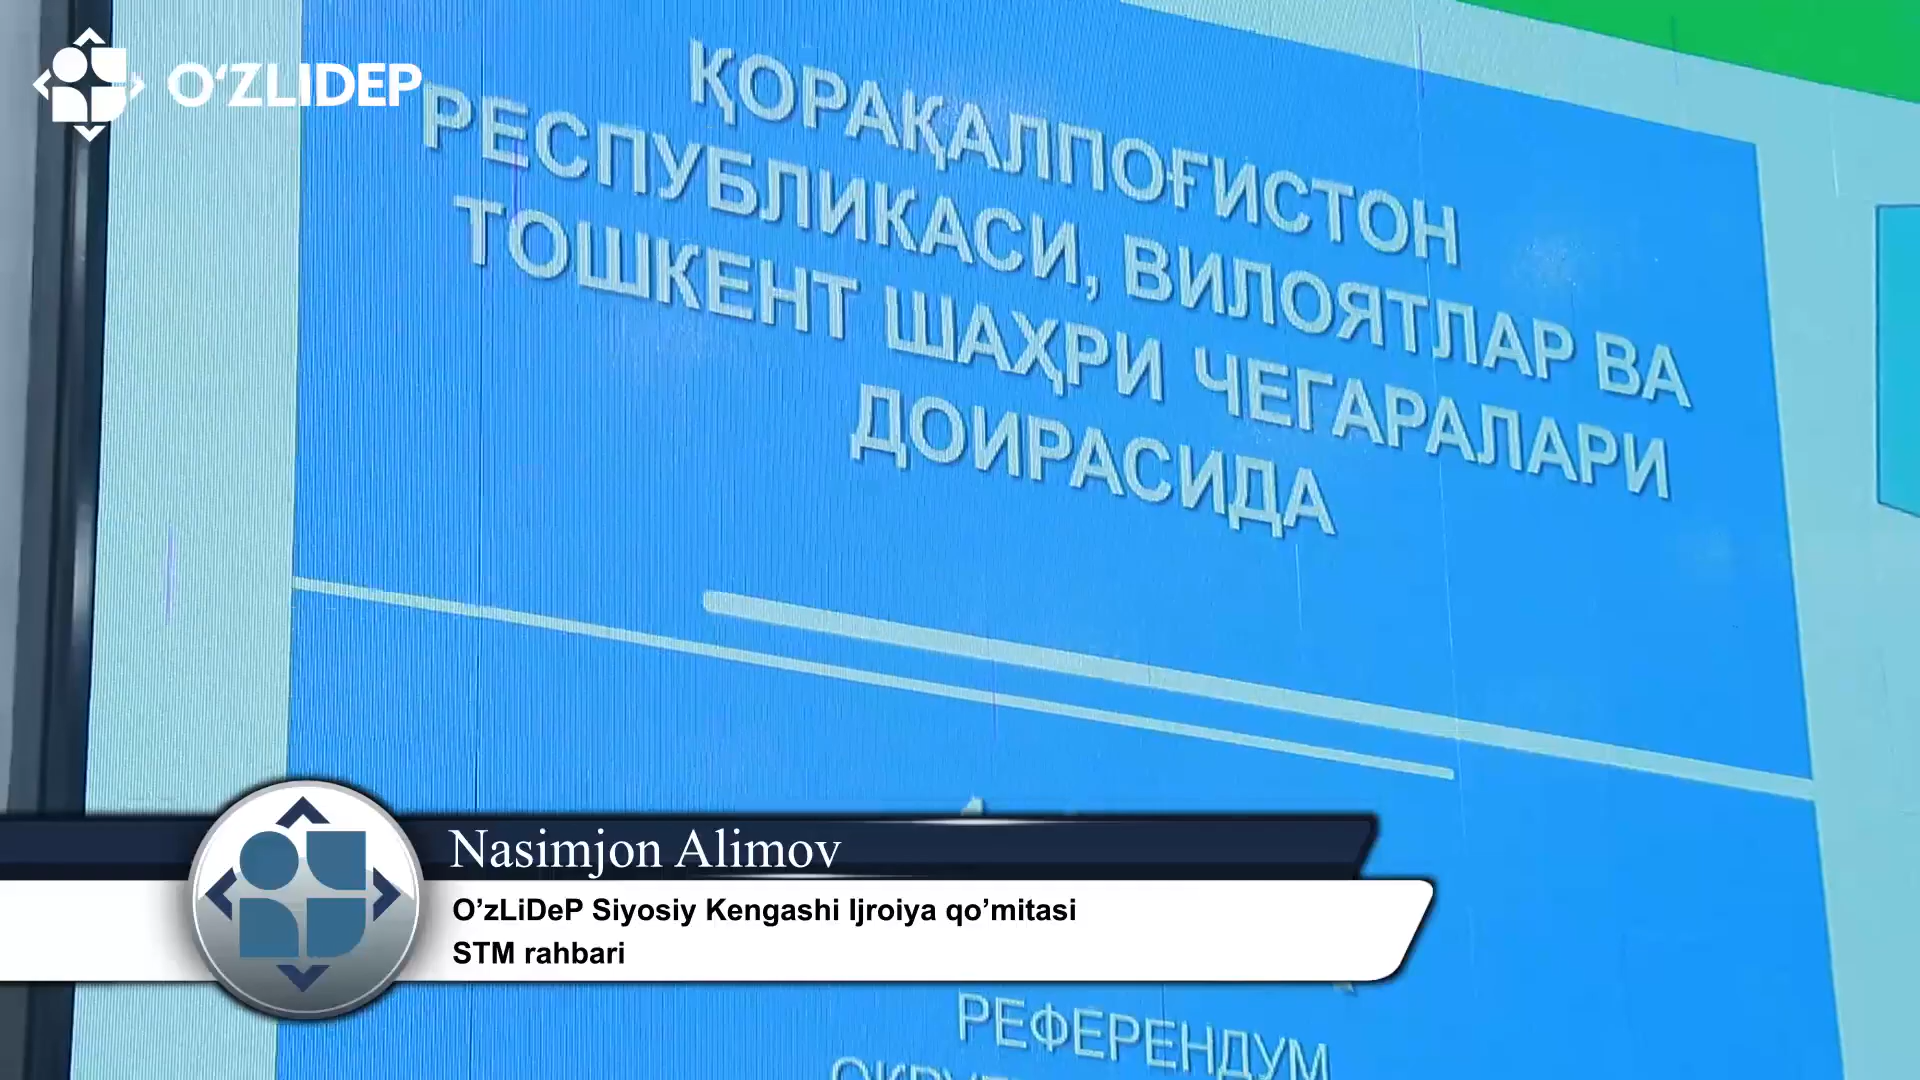 O‘ZLIDEP
ҚОРАҚАЛПОҒИСТОН
РЕСПУБЛИКАСИ, ВИЛОЯТЛАР ВА
ТОШКЕНТ ШАҲРИ ЧЕГАРАЛАРИ
ДОИРАСИДА
Nasimjon Alimov
O’zLiDeP Siyosiy Kengashi Ijroiya qo’mitasi
STM rahbari
РЕФЕРЕНДУМ